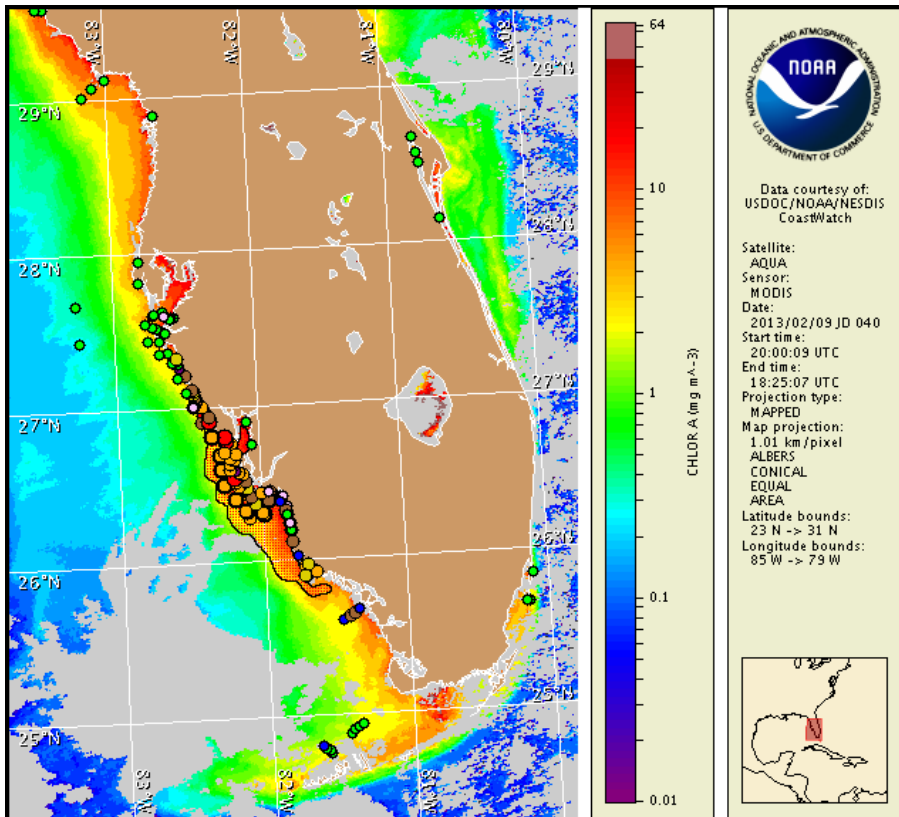 83°W
82°W
81°W
80°W
29°N
29°N
28°N
28°N
27°N
27°N
26°N
26°N
25°N
25°N
83°W
82°W
81°W
64
10
1
0.1
0.01
CHLOR A (mg m^-3)
NATIONAL OCEANIC AND ATMOSPHERIC ADMINISTRATION
NOAA
U.S. DEPARTMENT OF COMMERCE
Data courtesy of:
USDOC/NOAA/NESDIS
CoastWatch
Satellite:
AQUA
Sensor:
MODIS
Date:
2013/02/09 JD 040
Start time:
20:00:09 UTC
End time:
18:25:07 UTC
Projection type:
MAPPED
Map projection:
1.01 km/pixel
ALBERS
CONICAL
EQUAL
AREA
Latitude bounds:
23 N -> 31 N
Longitude bounds:
85 W -> 79 W